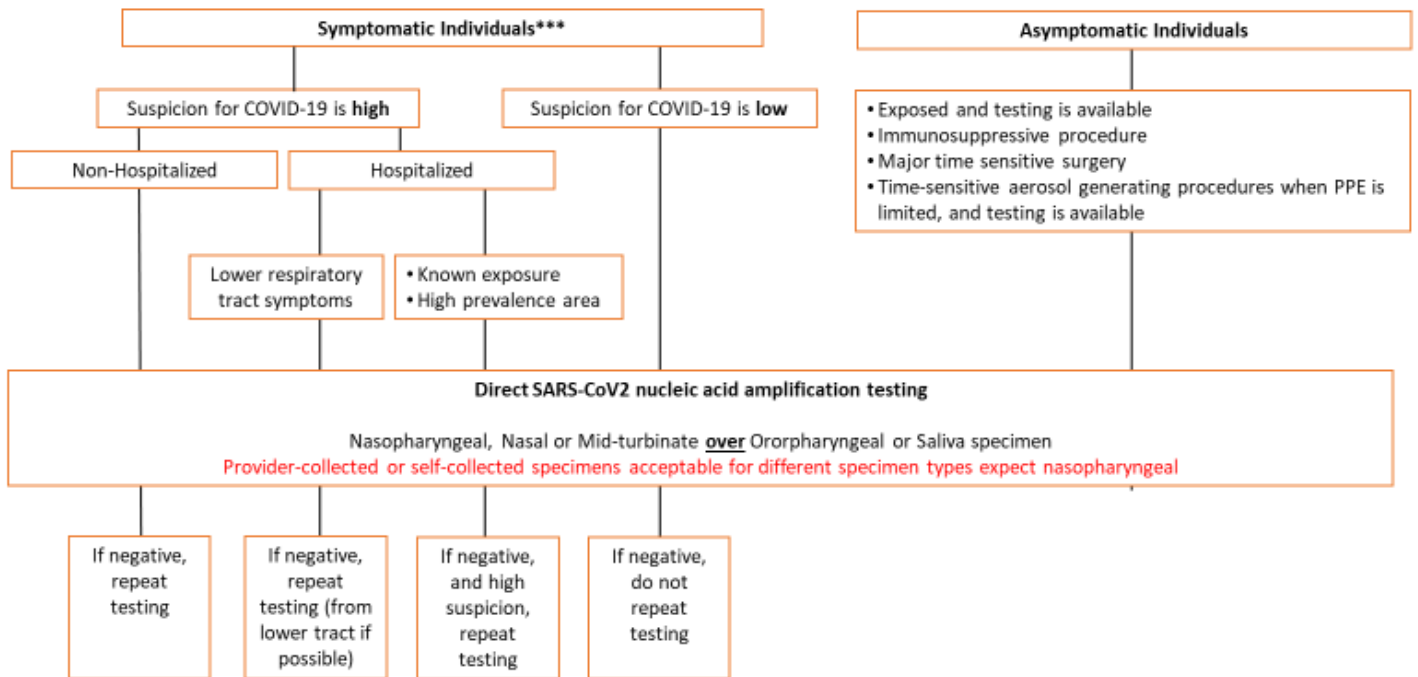 Symptomatic Individuals***
Asymptomatic Individuals
Suspicion for COVID-19 is high
Suspicion for COVID-19 is low
• Exposed and testing is available
• Immunosuppressive procedure
• Major time sensitive surgery
• Time-sensitive aerosol generating procedures when PPE is
limited, and testing is available
Non-Hospitalized
Hospitalized
Lower respiratory
tract symptoms
• Known exposure
• High prevalence area
Direct SARS-CoV2 nucleic acid amplification testing
Nasopharyngeal, Nasal or Mid-turbinate over Ororpharyngeal or Saliva specimen
Provider-collected or self-collected specimens acceptable for different specimen types expect nasopharyngeal
If negative,
repeat
testing
If negative,
repeat
testing (from
lower tract if
possible)
If negative,
and high
suspicion,
repeat
testing
If negative,
do not
repeat
testing